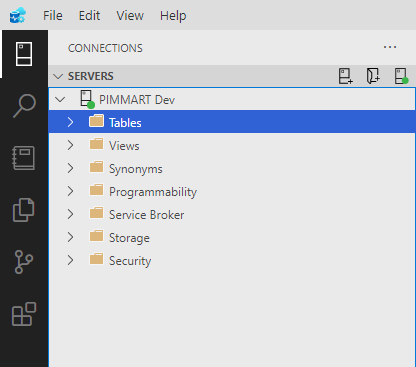 File Edit View Help
CONNECTIONS
SERVERS
PIMMART Dev
Tables
Views
Synonyms
Programmability
Service Broker
Storage
Security